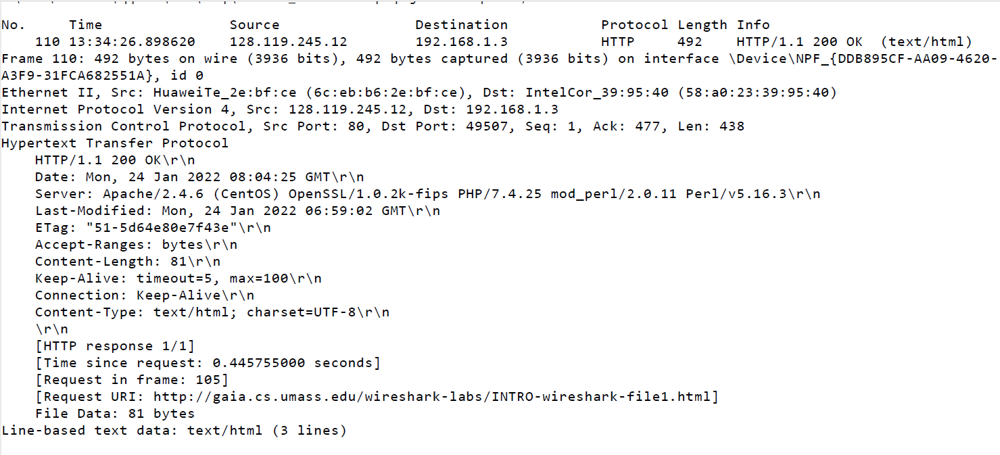 No. Time Source Destination Protocol Length Info
110 13:34:26.898620 128.119.245.12 192.168.1.3 HTTP 492 HTTP/1.1 200 OK (text/html)
Frame 110: 492 bytes on wire (3936 bits), 492 bytes captured (3936 bits) on interface \Device\NPF_{DDB895CF-AA09-4620-
A3F9-31FCA682551A}, id 0
Ethernet II, Src: HuaweiTe_2e:bf:ce (6c:eb:b6:2e:bf:ce), Dst: IntelCor_39:95:40 (58:a0:23:39:95:40)
Internet Protocol Version 4, Src: 128.119.245.12, Dst: 192.168.1.3
Transmission Control Protocol, Src Port: 80, Dst Port: 49507, Seq: 1, Ack: 477, Len: 438
Hypertext Transfer Protocol
HTTP/1.1 200 OK\r\n
Date: Mon, 24 Jan 2022 08:04:25 GMT\r\n
Server: Apache/2.4.6 (CentOS) OpenSSL/1.0.2k-fips PHP/7.4.25 mod_perl/2.0.11 Perl/v5.16.3\r\n
Last-Modified: Mon, 24 Jan 2022 06:59:02 GMT\r\n
ETag: "51-5d64e80e7f43e"\r\n
Accept-Ranges: bytes\r\n
Content-Length: 81\r\n
Keep-Alive: timeout=5, max=100\r\n
Connection: Keep-Alive\r\n
Content-Type: text/html; charset=UTF-8\r\n
\r\n
[HTTP response 1/1]
[Time since request: 0.445755000 seconds]
[Request in frame: 105]
[Request URI: http://gaia.cs.umass.edu/wireshark-labs/INTRO-wireshark-file1.html]
File Data: 81 bytes
Line-based text data: text/html (3 lines)